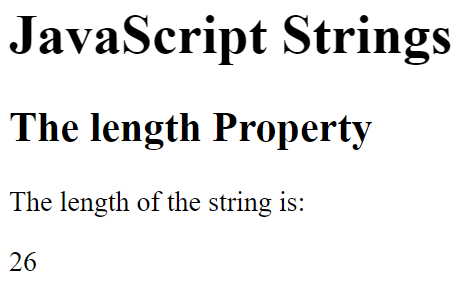 JavaScript Strings
The length Property
The length of the string is:
26